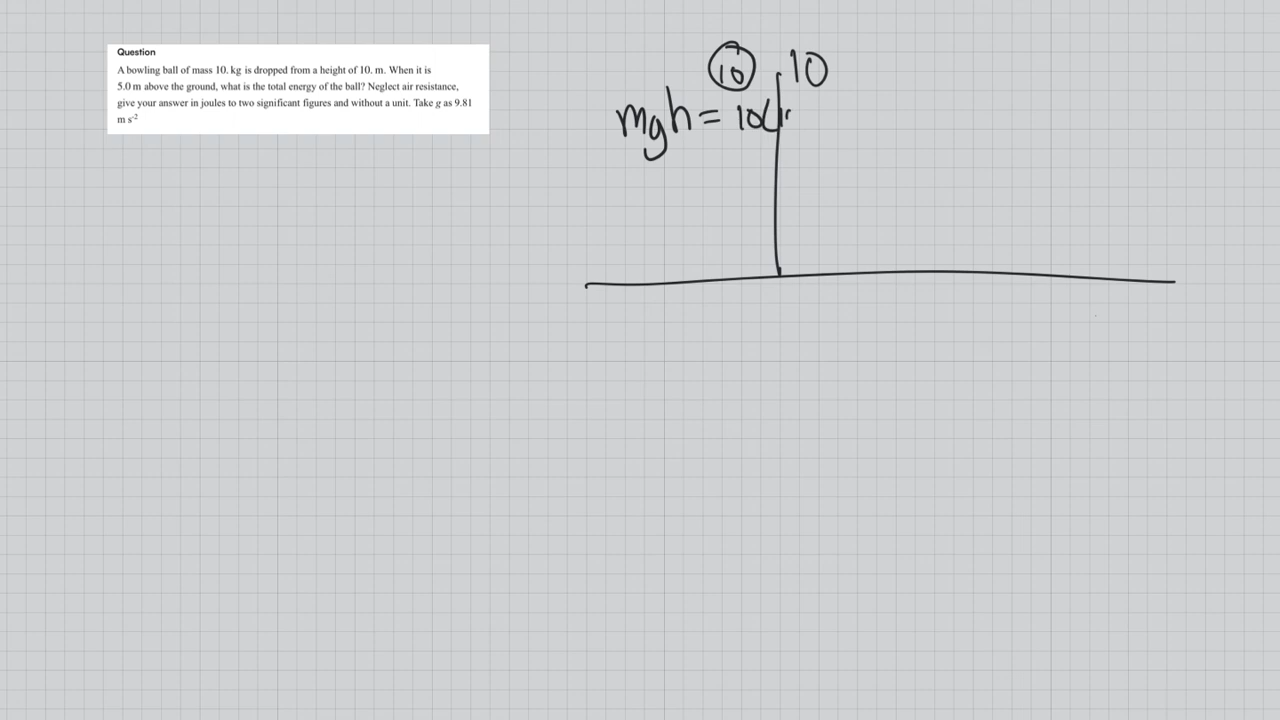 Question
A bowling ball of mass 10. kg is dropped from a height of 10. m. When it is
5.0 m above the ground, what is the total energy of the ball? Neglect air resistance,
give your answer in joules to two significant figures and without a unit. Take g as 9.81
m s⁻²
10
10
mgh = 10(